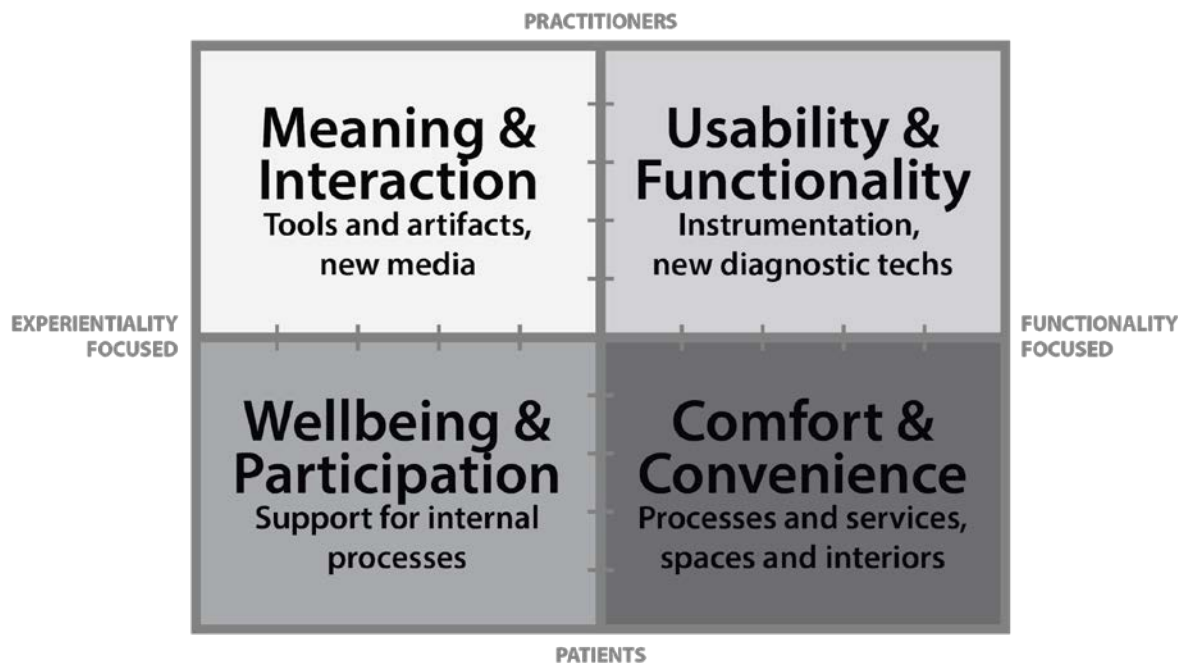 PRACTITIONERS
Meaning &
Interaction
Tools and artifacts,
new media
Usability &
Functionality
Instrumentation,
new diagnostic techs
EXPERIENTIALITY
FOCUSED
FUNCTIONALITY
FOCUSED
Wellbeing &
Participation
Support for internal
processes
Comfort &
Convenience
Processes and services,
spaces and interiors
PATIENTS